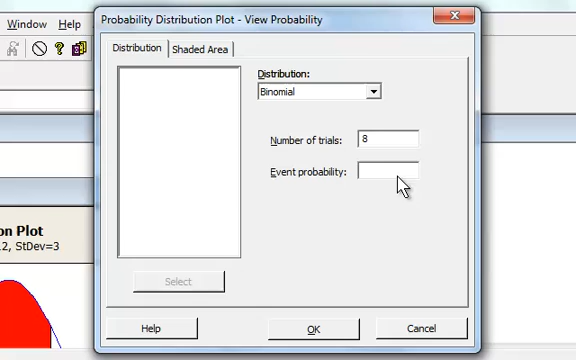 Probability Distribution Plot - View Probability
Window Help
Distribution Shaded Area
Distribution:
Binomial
Number of trials: 8
Event probability:
on Plot
2, StDev=3
Select
Help OK Cancel